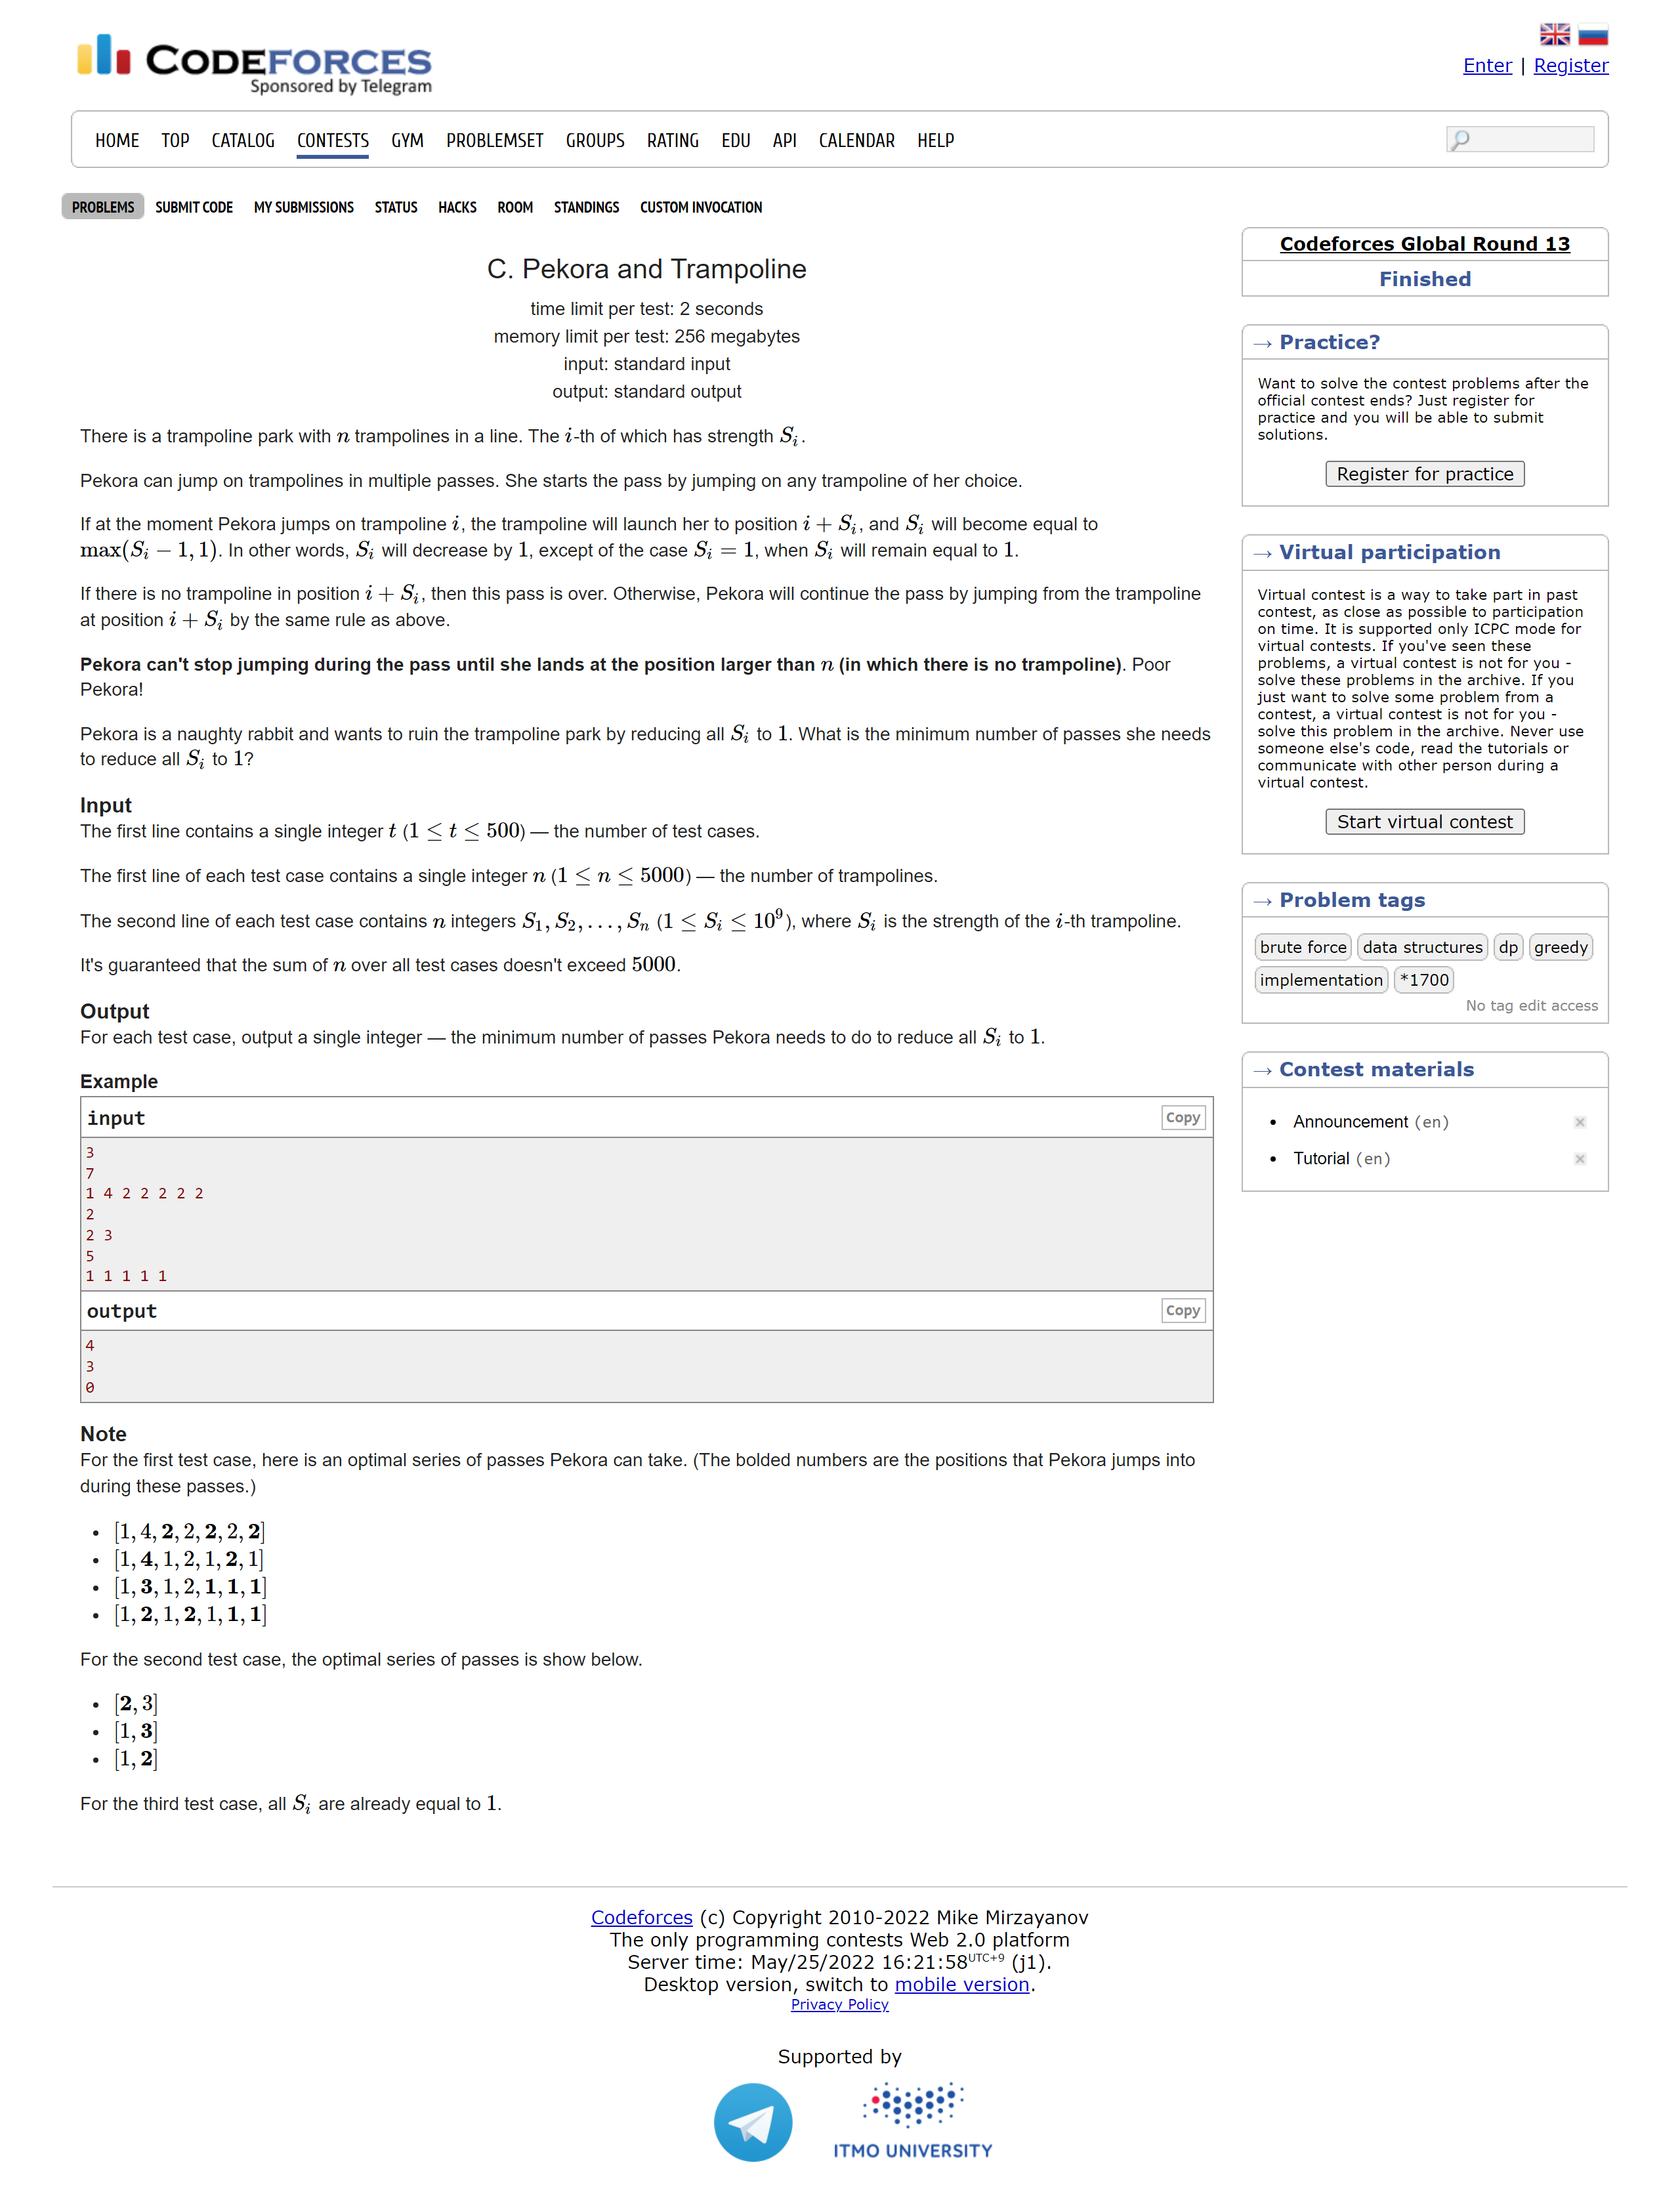 CODEFORCES
Sponsored by Telegram
Enter | Register
HOME TOP CATALOG CONTESTS GYM PROBLEMSET GROUPS RATING EDU API CALENDAR HELP
PROBLEMS SUBMIT CODE MY SUBMISSIONS STATUS HACKS ROOM STANDINGS CUSTOM INVOCATION
C. Pekora and Trampoline
time limit per test: 2 seconds
memory limit per test: 256 megabytes
input: standard input
output: standard output
There is a trampoline park with n trampolines in a line. The i-th of which has strength S_i.
Pekora can jump on trampolines in multiple passes. She starts the pass by jumping on any trampoline of her choice.
If at the moment Pekora jumps on trampoline i, the trampoline will launch her to position i + S_i, and S_i will become equal to
max(S_i − 1, 1). In other words, S_i will decrease by 1, except of the case S_i = 1, when S_i will remain equal to 1.
If there is no trampoline in position i + S_i, then this pass is over. Otherwise, Pekora will continue the pass by jumping from the trampoline
at position i + S_i by the same rule as above.
Pekora can't stop jumping during the pass until she lands at the position larger than n (in which there is no trampoline). Poor
Pekora!
Pekora is a naughty rabbit and wants to ruin the trampoline park by reducing all S_i to 1. What is the minimum number of passes she needs
to reduce all S_i to 1?
Input
The first line contains a single integer t (1 ≤ t ≤ 500) — the number of test cases.
The first line of each test case contains a single integer n (1 ≤ n ≤ 5000) — the number of trampolines.
The second line of each test case contains n integers S_1, S_2, …, S_n (1 ≤ S_i ≤ 10^9), where S_i is the strength of the i-th trampoline.
It's guaranteed that the sum of n over all test cases doesn't exceed 5000.
Output
For each test case, output a single integer — the minimum number of passes Pekora needs to do to reduce all S_i to 1.
Example
input Copy
3
7
1 4 2 2 2 2 2
2
2 3
5
1 1 1 1 1
output Copy
4
3
0
Note
For the first test case, here is an optimal series of passes Pekora can take. (The bolded numbers are the positions that Pekora jumps into
during these passes.)
• [1, 4, 2, 2, 2, 2, 2]
• [1, 4, 1, 2, 1, 2, 1]
• [1, 3, 1, 2, 1, 1, 1]
• [1, 2, 1, 2, 1, 1, 1]
For the second test case, the optimal series of passes is show below.
• [2, 3]
• [1, 3]
• [1, 2]
For the third test case, all S_i are already equal to 1.
Codeforces Global Round 13
Finished
→ Practice?
Want to solve the contest problems after the
official contest ends? Just register for
practice and you will be able to submit
solutions.
Register for practice
→ Virtual participation
Virtual contest is a way to take part in past
contest, as close as possible to participation
on time. It is supported only ICPC mode for
virtual contests. If you've seen these
problems, a virtual contest is not for you -
solve these problems in the archive. If you
just want to solve some problem from a
contest, a virtual contest is not for you -
solve this problem in the archive. Never use
someone else's code, read the tutorials or
communicate with other person during a
virtual contest.
Start virtual contest
→ Problem tags
brute force data structures dp greedy
implementation *1700
No tag edit access
→ Contest materials
• Announcement (en)
• Tutorial (en)
Codeforces (c) Copyright 2010-2022 Mike Mirzayanov
The only programming contests Web 2.0 platform
Server time: May/25/2022 16:21:58 UTC+9 (j1).
Desktop version, switch to mobile version.
Privacy Policy
Supported by
ITMO UNIVERSITY